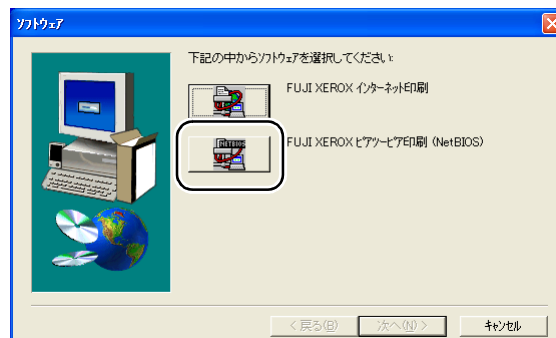 ソフトウェア
下記の中からソフトウェアを選択してください:
FUJI XEROX インターネット印刷
NETBIOS
FUJI XEROX ピアツーピア印刷 (NetBIOS)
< 戻る(B)
次へ(N) >
キャンセル